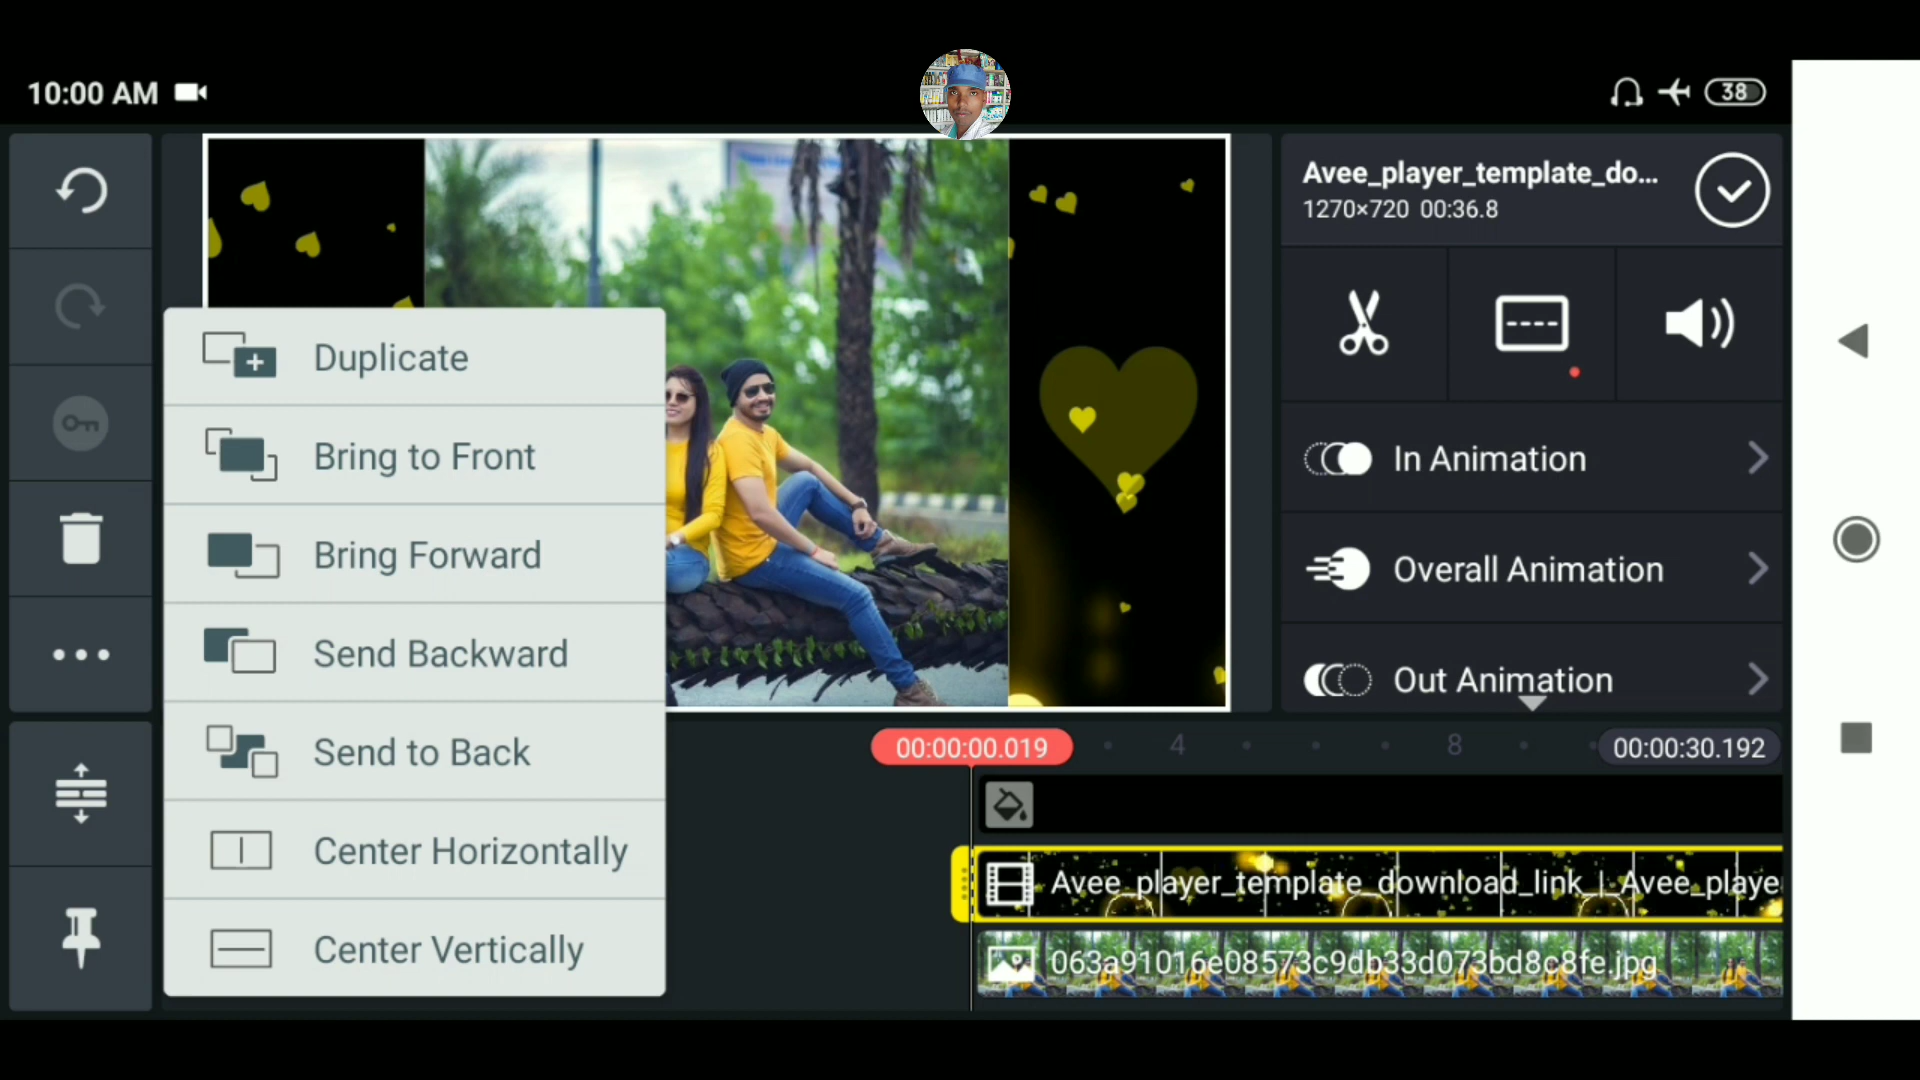 10:00 AM
38
Avee_player_template_do...
1270×720 00:36.8
Duplicate
Bring to Front
Bring Forward
Send Backward
Send to Back
Center Horizontally
Center Vertically
In Animation
Overall Animation
Out Animation
00:00:00.019
4
8
00:00:30.192
Avee_player_template_download_link_|_Avee_playe
063a91016e08573c9db33d073bd8c8fe.jpg